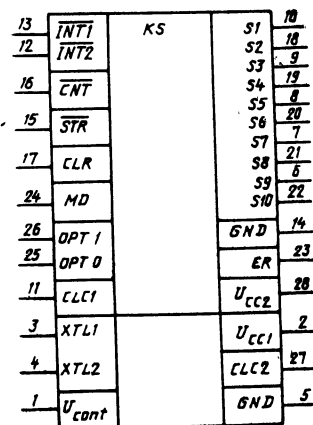 13 INT1 KS S1 10
12 INT2 S2 18
S3 9
16 CNT S4 19
S5 8
15 STR S6 20
S7 7
17 CLR S8 21
S9 6
24 MD S10 22
26 OPT 1 GND 14
25 OPT 0 ER 23
11 CLC1 UCC2 28
3 XTL1 UCC1 2
4 XTL2 CLC2 27
1 Ucont GND 5